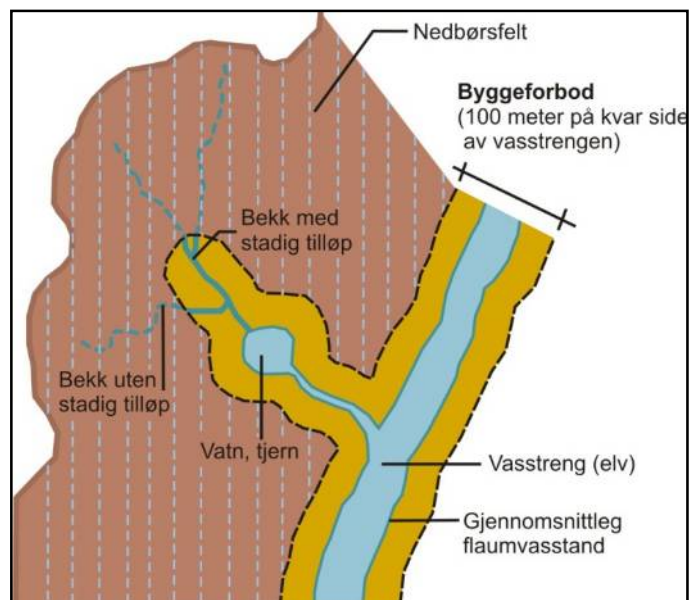 Nedbørsfelt
Byggeforbod
(100 meter på kvar side
av vasstrengen)
Bekk med
stadig tilløp
Bekk uten
stadig tilløp
Vatn, tjern
Vasstreng (elv)
Gjennomsnittleg
flaumvasstand